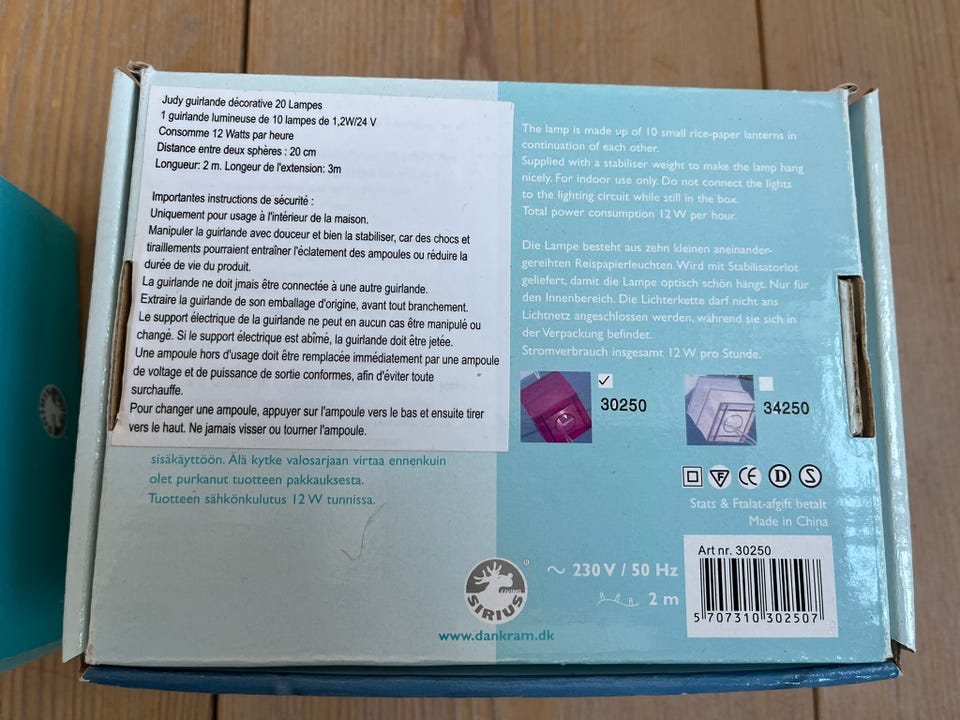 Judy guirlande décorative 20 Lampes
1 guirlande lumineuse de 10 lampes de 1,2W/24 V
Consomme 12 Watts par heure
Distance entre deux sphères : 20 cm
Longueur: 2 m. Longeur de l'extension: 3m
Importantes instructions de sécurité :
Uniquement pour usage à l'intérieur de la maison.
Manipuler la guirlande avec douceur et bien la stabiliser, car des chocs et
tiraillements pourraient entraîner l'éclatement des ampoules ou réduire la
durée de vie du produit.
La guirlande ne doit jmais être connectée à une autre guirlande.
Extraire la guirlande de son emballage d'origine, avant tout branchement.
Le support électrique de la guirlande ne peut en aucun cas être manipulé ou
changé. Si le support électrique est abîmé, la guirlande doit être jetée.
Une ampoule hors d'usage doit être remplacée immédiatement par une ampoule
de voltage et de puissance de sortie conformes, afin d'éviter toute
surchauffe.
Pour changer une ampoule, appuyer sur l'ampoule vers le bas et ensuite tirer
vers le haut. Ne jamais visser ou tourner l'ampoule.
sisäkäyttöön. Älä kytke valosarjaan virtaa ennenkuin
olet purkanut tuotteen pakkauksesta.
Tuotteen sähkönkulutus 12 W tunnissa.
The lamp is made up of 10 small rice-paper lanterns in
continuation of each other.
Supplied with a stabiliser weight to make the lamp hang
nicely. For indoor use only. Do not connect the lights
to the lighting circuit while still in the box.
Total power consumption 12 W per hour.
Die Lampe besteht aus zehn kleinen aneinander-
gereihten Reispapierleuchten. Wird mit Stabilisatorlot
geliefert, damit die Lampe optisch schön hängt. Nur für
den Innenbereich. Die Lichterkette darf nicht ans
Lichtnetz angeschlossen werden, während sie sich in
der Verpackung befindet.
Stromverbrauch insgesamt 12 W pro Stunde.
30250
34250
F CE D S
Stats & Ftalat-afgift betalt
Made in China
SIRIUS
®
~ 230 V / 50 Hz
2 m
www.dankram.dk
Art nr. 30250
5 707310 302507